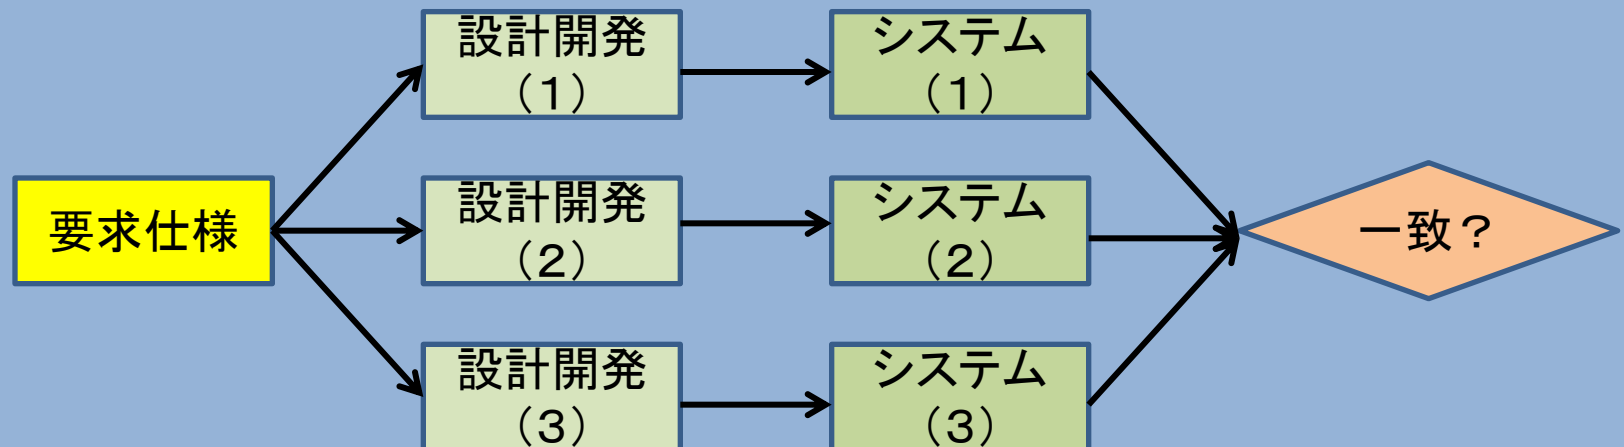 要求仕様
設計開発
（１）
システム
（１）
設計開発
（２）
システム
（２）
設計開発
（３）
システム
（３）
一致？